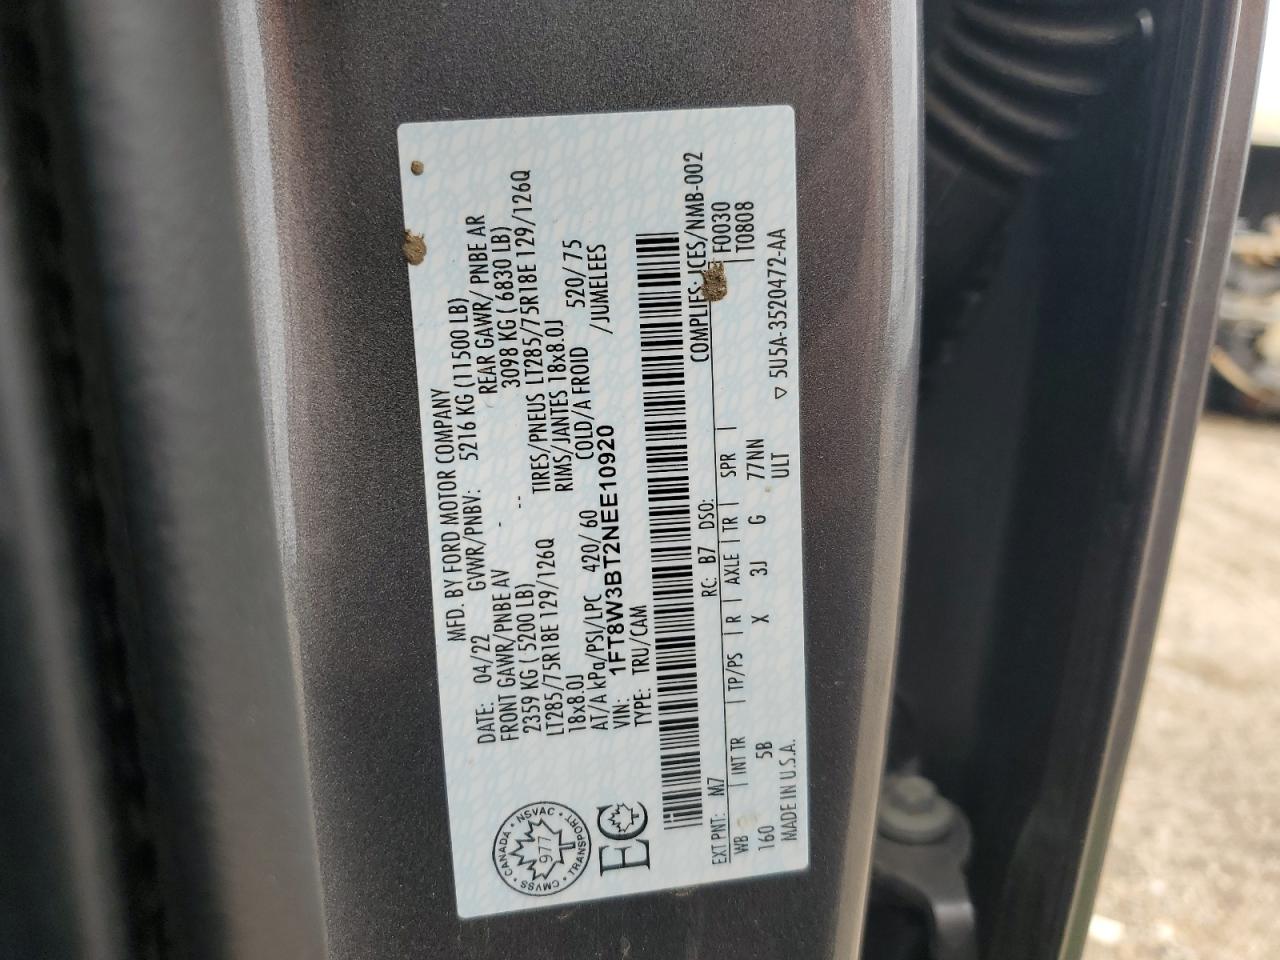 MFD. BY FORD MOTOR COMPANY
DATE: 04/22 GVWR/PNBV: 5216 KG (11500 LB)
FRONT GAWR/PNBE AV - REAR GAWR/ PNBE AR
2359 KG ( 5200 LB) -- 3098 KG ( 6830 LB)
LT285/75R18E 129/126Q TIRES/PNEUS LT285/75R18E 129/126Q
18x8.0J RIMS/JANTES 18x8.0J
AT/A kPa/PSI/LPC 420/ 60 COLD/A FROID 520/ 75
VIN: 1FT8W3BT2NEE10920 /JUMELEES
TYPE: TRU/CAM
CANADA · NSVAC · TRANSPORT · CMVSS ·
977
EC
COMPLIES: ICES/NMB-002
EXT PNT: M7 RC: B7 DSO: F0030
WB INT TR TP/PS R AXLE TR SPR T0808
160 5B X 3J G 77NN
MADE IN U.S.A. ULT ▽ 5U5A-3520472-AA